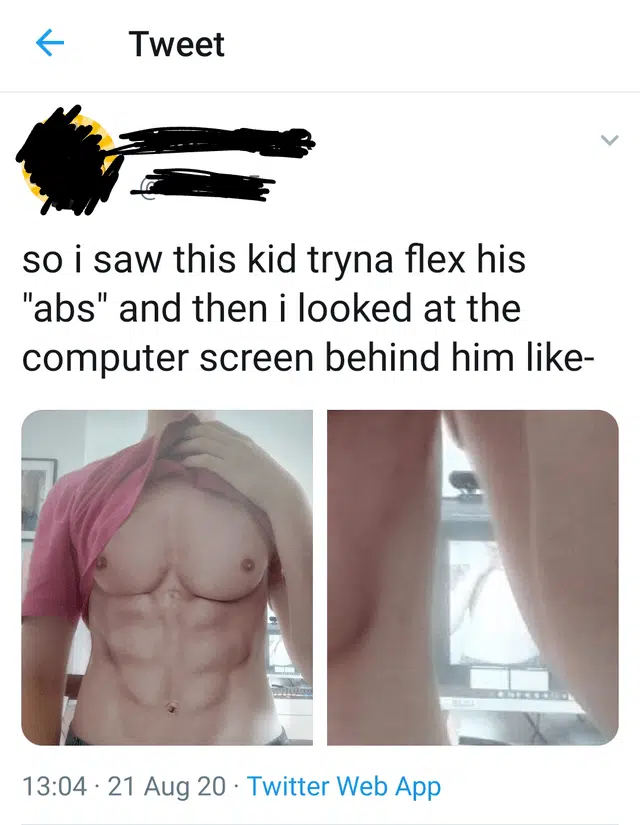 Tweet
so i saw this kid tryna flex his
"abs" and then i looked at the
computer screen behind him like-
13:04 · 21 Aug 20 · Twitter Web App